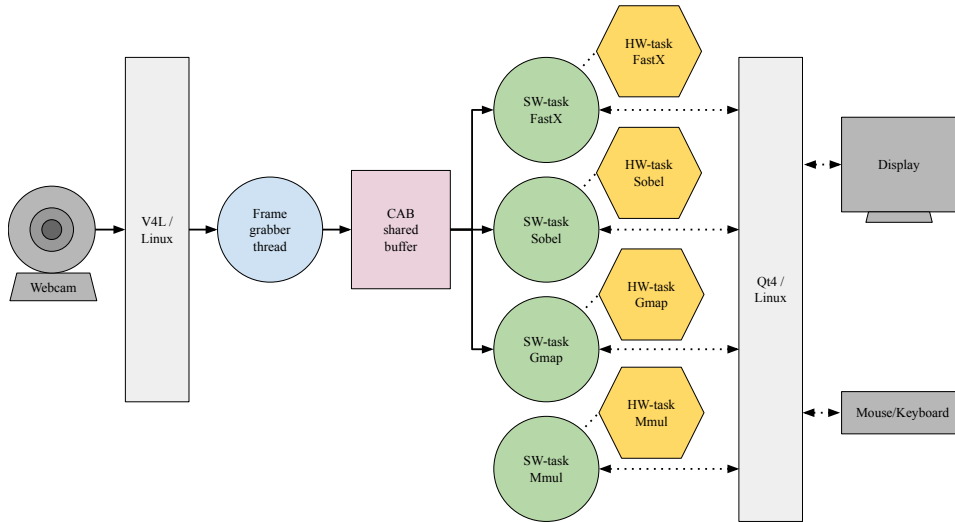 Webcam
V4L /
Linux
Frame
grabber
thread
CAB
shared
buffer
HW-task
FastX
SW-task
FastX
HW-task
Sobel
SW-task
Sobel
HW-task
Gmap
SW-task
Gmap
HW-task
Mmul
SW-task
Mmul
Qt4 /
Linux
Display
Mouse/Keyboard